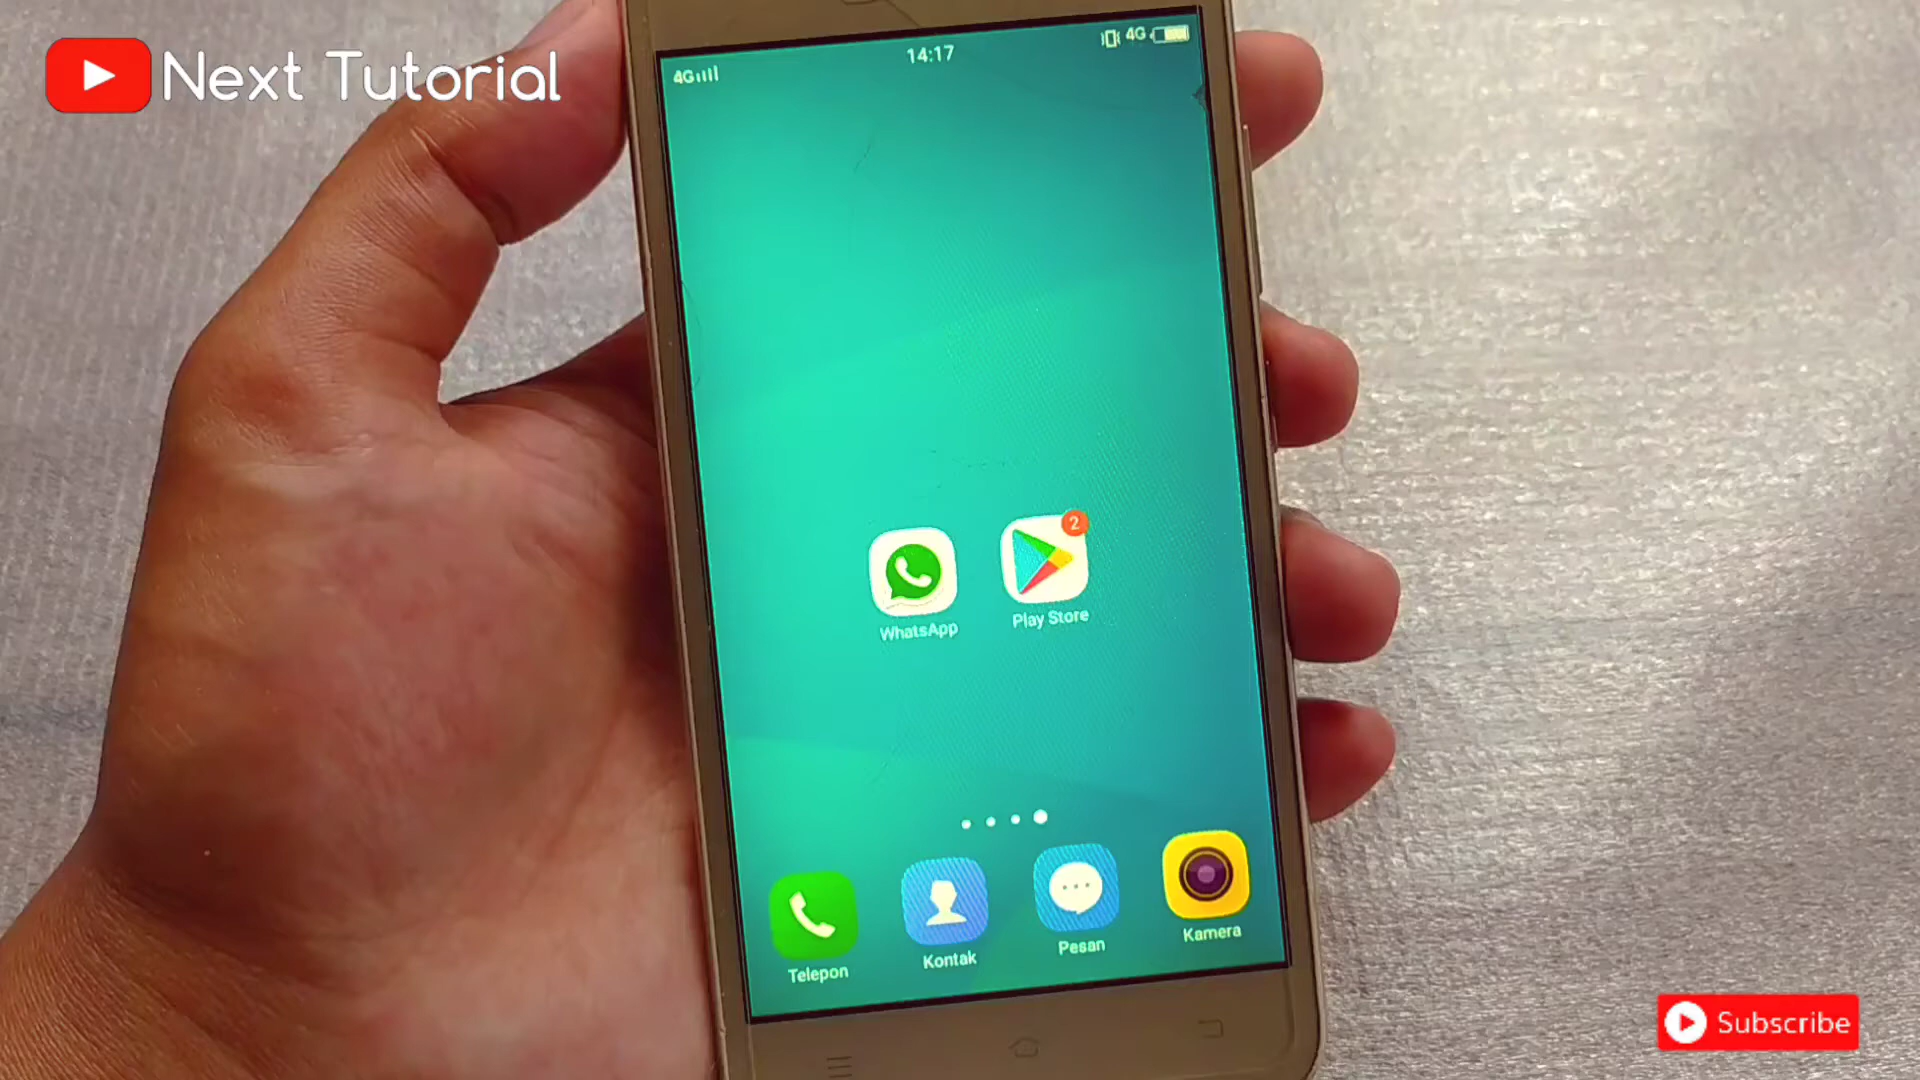 Next Tutorial
4G
14:17
4G
2
WhatsApp
Play Store
Telepon
Kontak
Pesan
Kamera
Subscribe